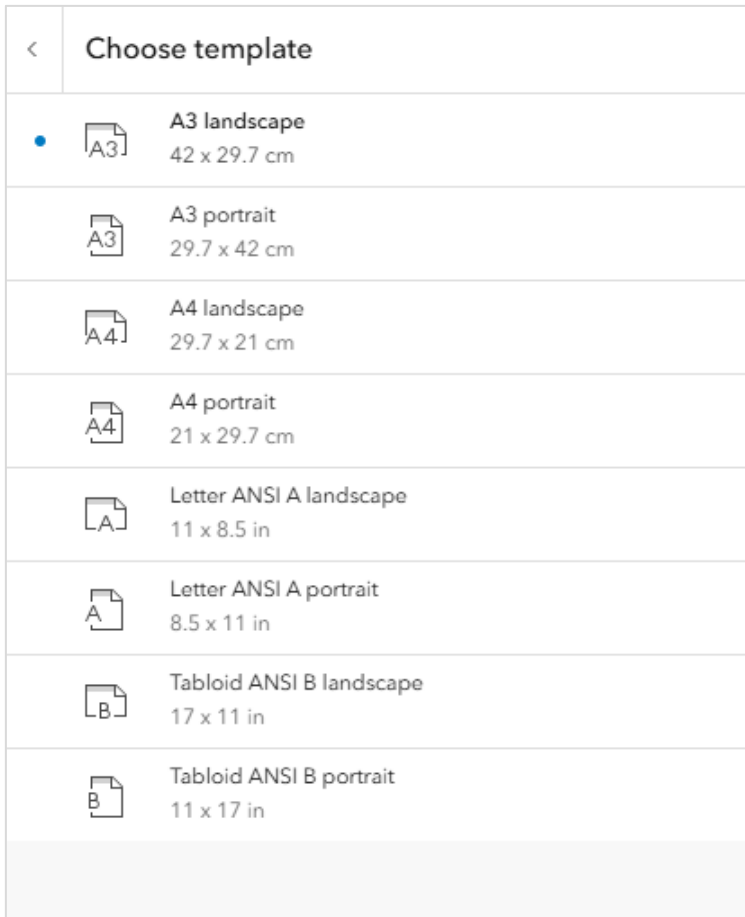 Choose template
A3
A3 landscape
42 x 29.7 cm
A3
A3 portrait
29.7 x 42 cm
A4
A4 landscape
29.7 x 21 cm
A4
A4 portrait
21 x 29.7 cm
A
Letter ANSI A landscape
11 x 8.5 in
A
Letter ANSI A portrait
8.5 x 11 in
B
Tabloid ANSI B landscape
17 x 11 in
B
Tabloid ANSI B portrait
11 x 17 in